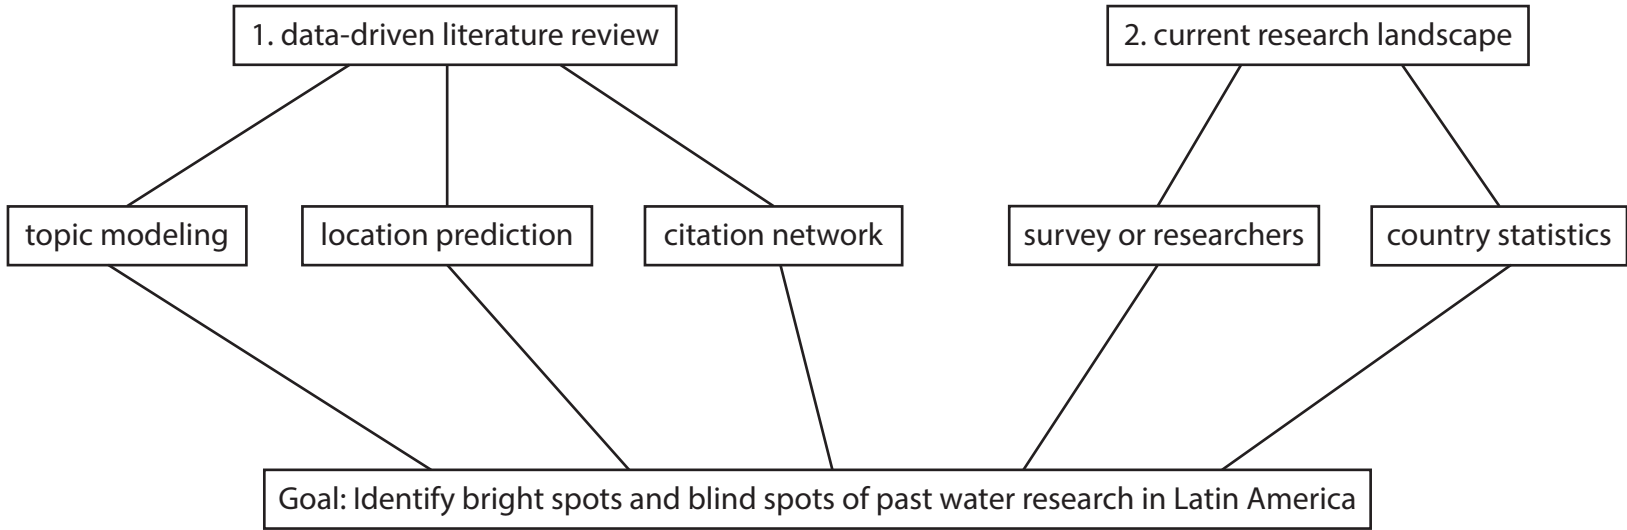 1. data-driven literature review
2. current research landscape
topic modeling
location prediction
citation network
survey or researchers
country statistics
Goal: Identify bright spots and blind spots of past water research in Latin America